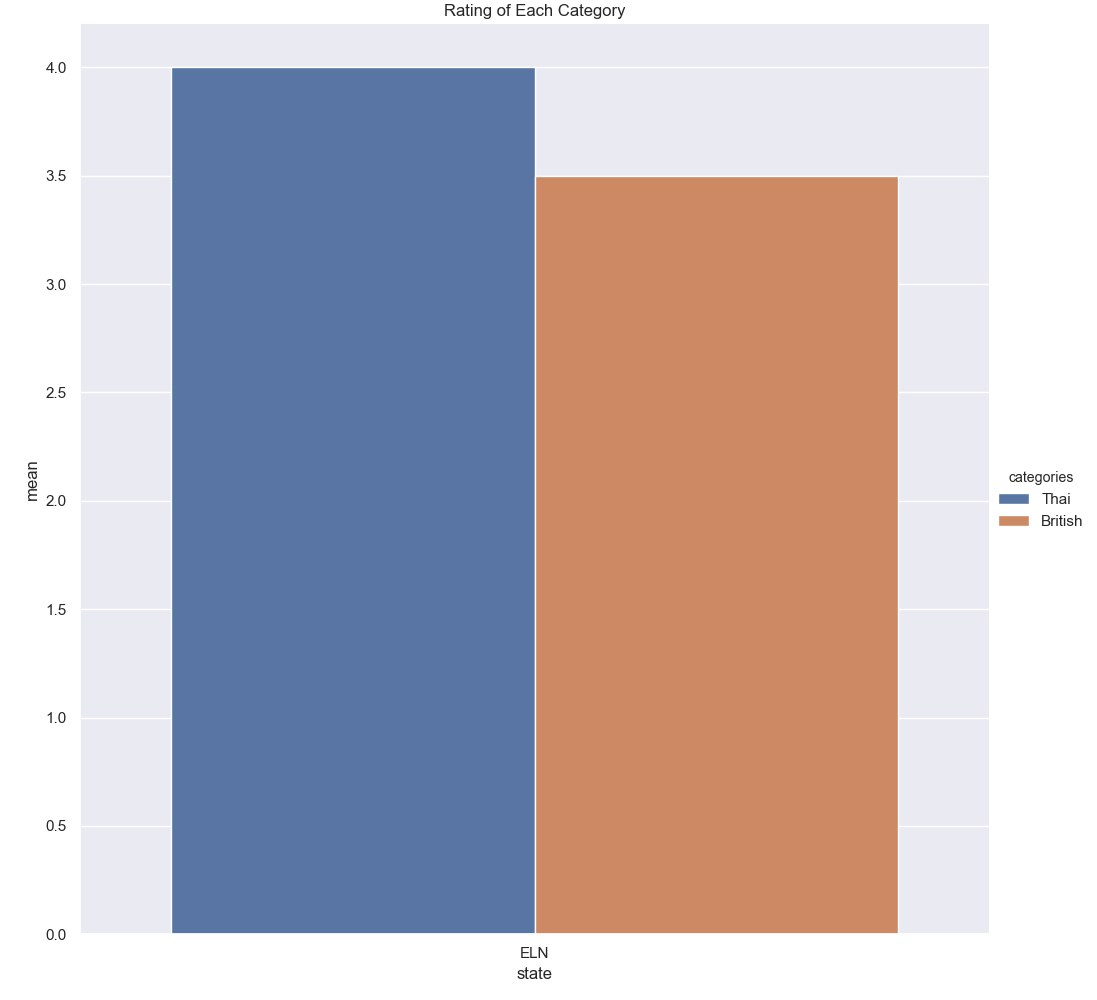 Rating of Each Category
4.0
3.5
3.0
2.5
2.0
1.5
1.0
0.5
0.0
mean
ELN
state
categories
Thai
British